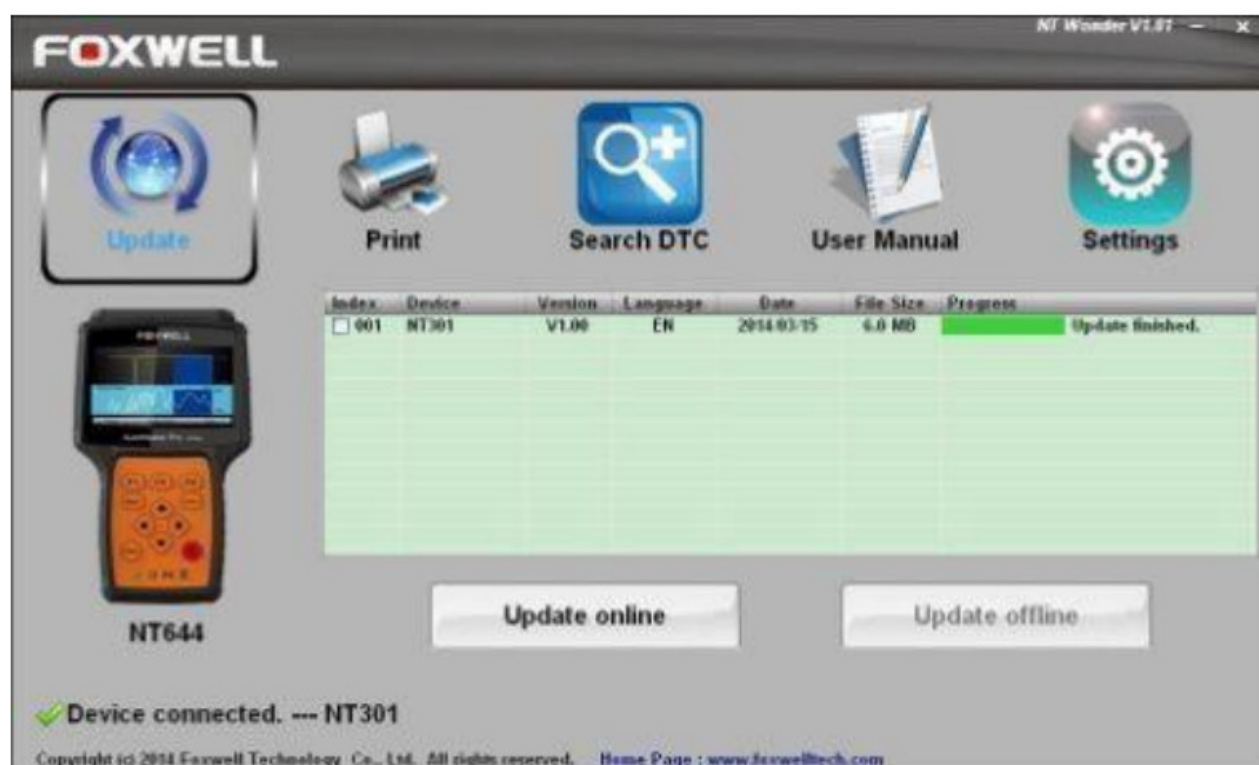 NT Wonder V1.01
FOXWELL
Update
Print
Search DTC
User Manual
Settings
Index Device Version Language Date File Size Progress
001 NT301 V1.00 EN 2014-03-15 6.0 MB Update finished.
FOXWELL
NT644
Update online
Update offline
Device connected. --- NT301
Copyright (c) 2014 Foxwell Technology Co., Ltd. All rights reserved. Home Page : www.foxwelltech.com